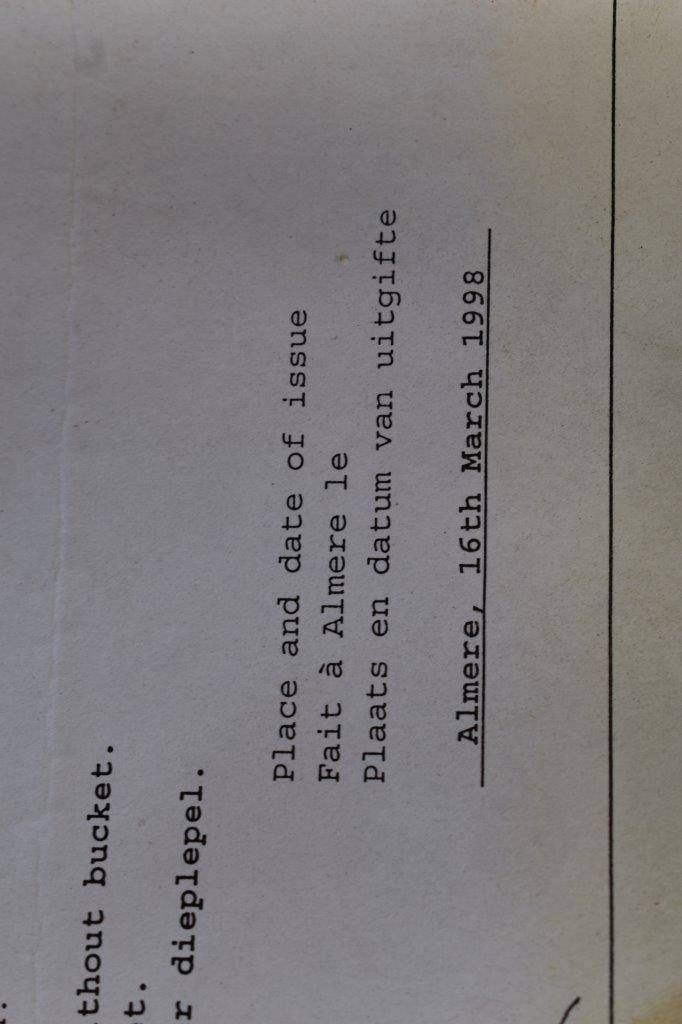 thout bucket.
t.
r dieplepel.
Place and date of issue
Fait à Almere le
Plaats en datum van uitgifte
Almere, 16th March 1998